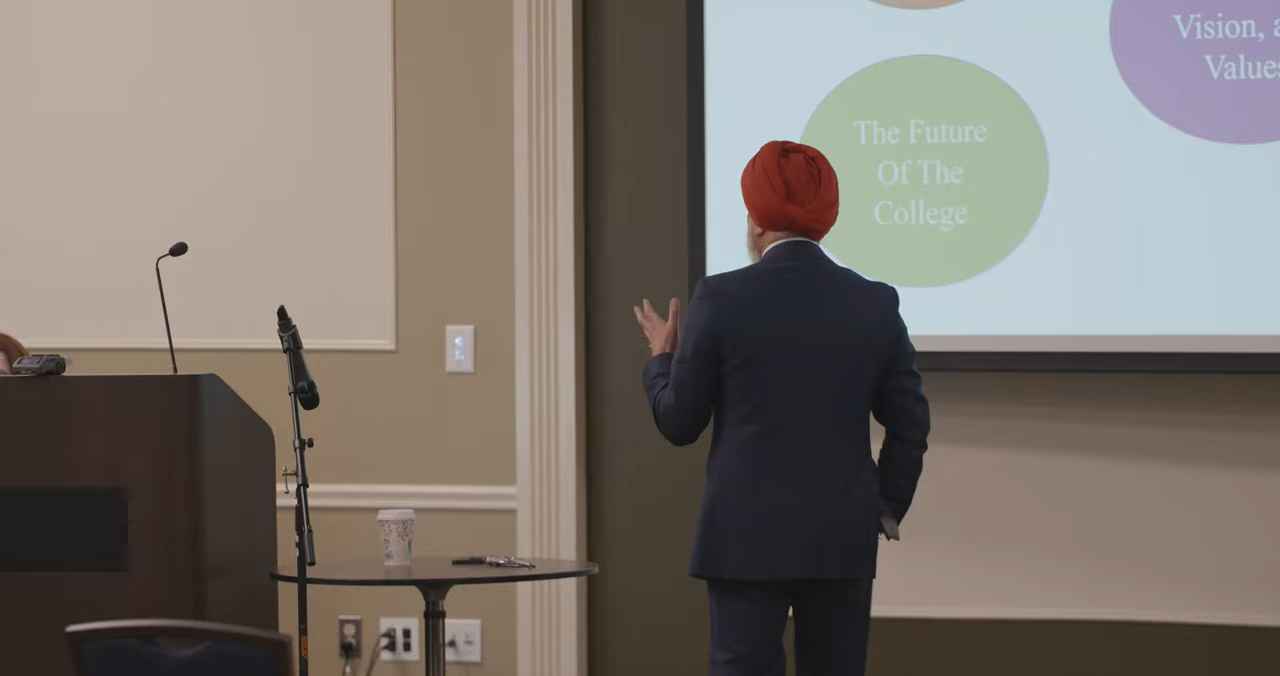 Vision, a
Values
The Future
Of The
College